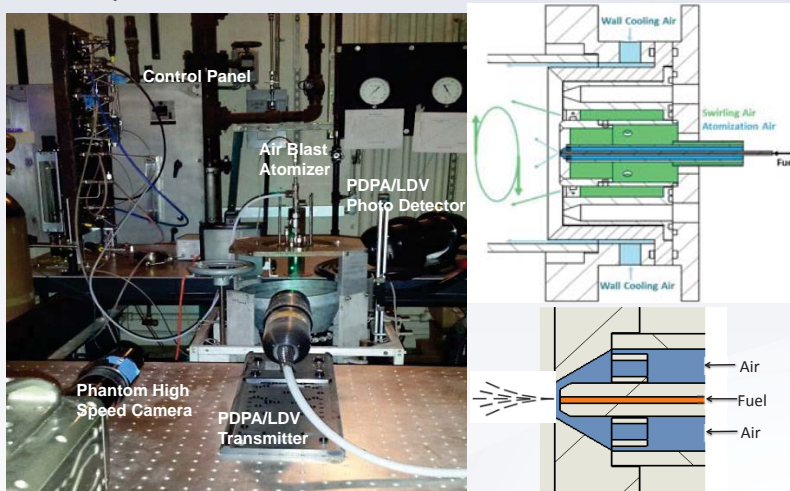 Control Panel
Air Blast
Atomizer
PDPA/LDV
Photo Detector
Phantom High
Speed Camera
PDPA/LDV
Transmitter
Wall Cooling Air
Swirling Air
Atomization Air
Fuel
Wall Cooling Air
Air
Fuel
Air